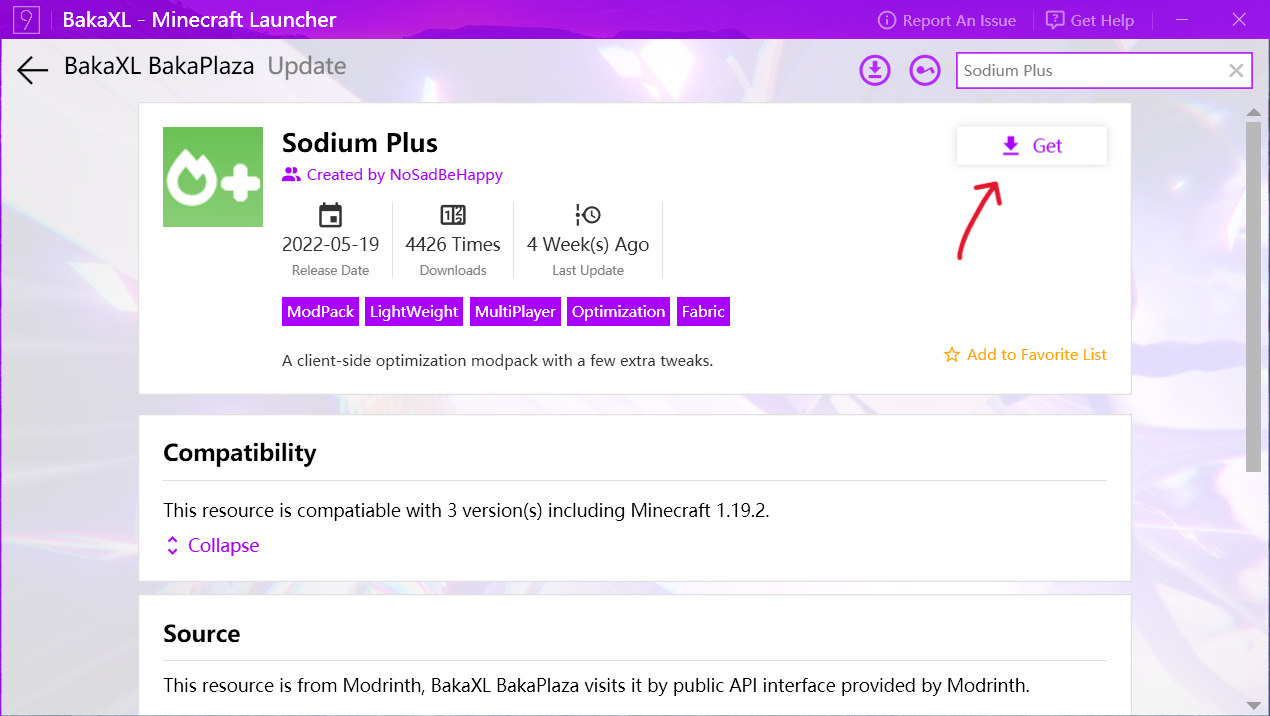 9 BakaXL - Minecraft Launcher Report An Issue Get Help
BakaXL BakaPlaza Update Sodium Plus
Sodium Plus
Get
Created by NoSadBeHappy
2022-05-19 4426 Times 4 Week(s) Ago
Release Date Downloads Last Update
ModPack LightWeight MultiPlayer Optimization Fabric
A client-side optimization modpack with a few extra tweaks.
Add to Favorite List
Compatibility
This resource is compatiable with 3 version(s) including Minecraft 1.19.2.
Collapse
Source
This resource is from Modrinth, BakaXL BakaPlaza visits it by public API interface provided by Modrinth.